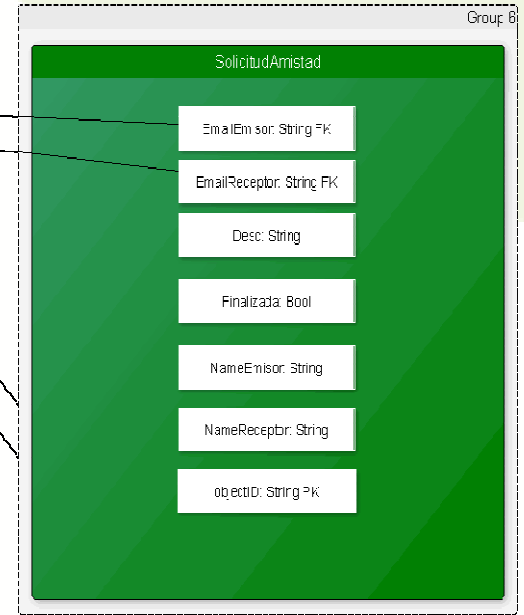 Group 6
SolicitudAmistad
EmailEmisor: String FK
EmailReceptor: String FK
Desc: String
Finalizada: Bool
NameEmisor: String
NameReceptor: String
objectID: String PK